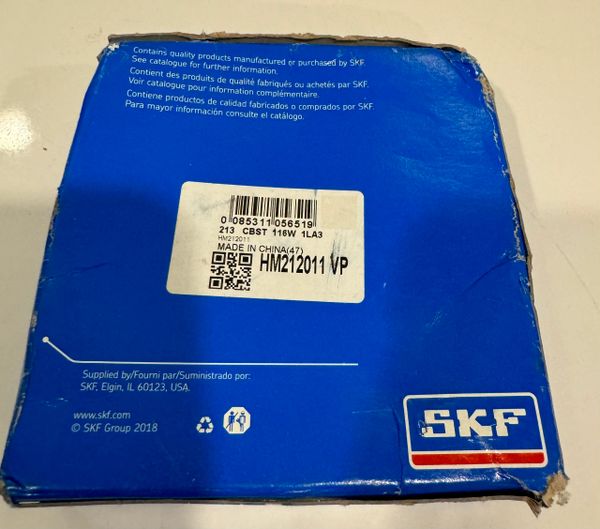 Contains quality products manufactured or purchased by SKF.
See catalogue for further information.
Contient des produits de qualité fabriqués ou achetés par SKF.
Voir catalogue pour information complémentaire.
Contiene productos de calidad fabricados o comprados por SKF.
Para mayor información consulte el catálogo.
0 085311 056519
213 CBST 116W 1LA3
HM212011
MADE IN CHINA(47)
HM212011 VP
Supplied by/Fourni par/Suministrado por:
SKF, Elgin, IL 60123, USA.
www.skf.com
© SKF Group 2018
SKF